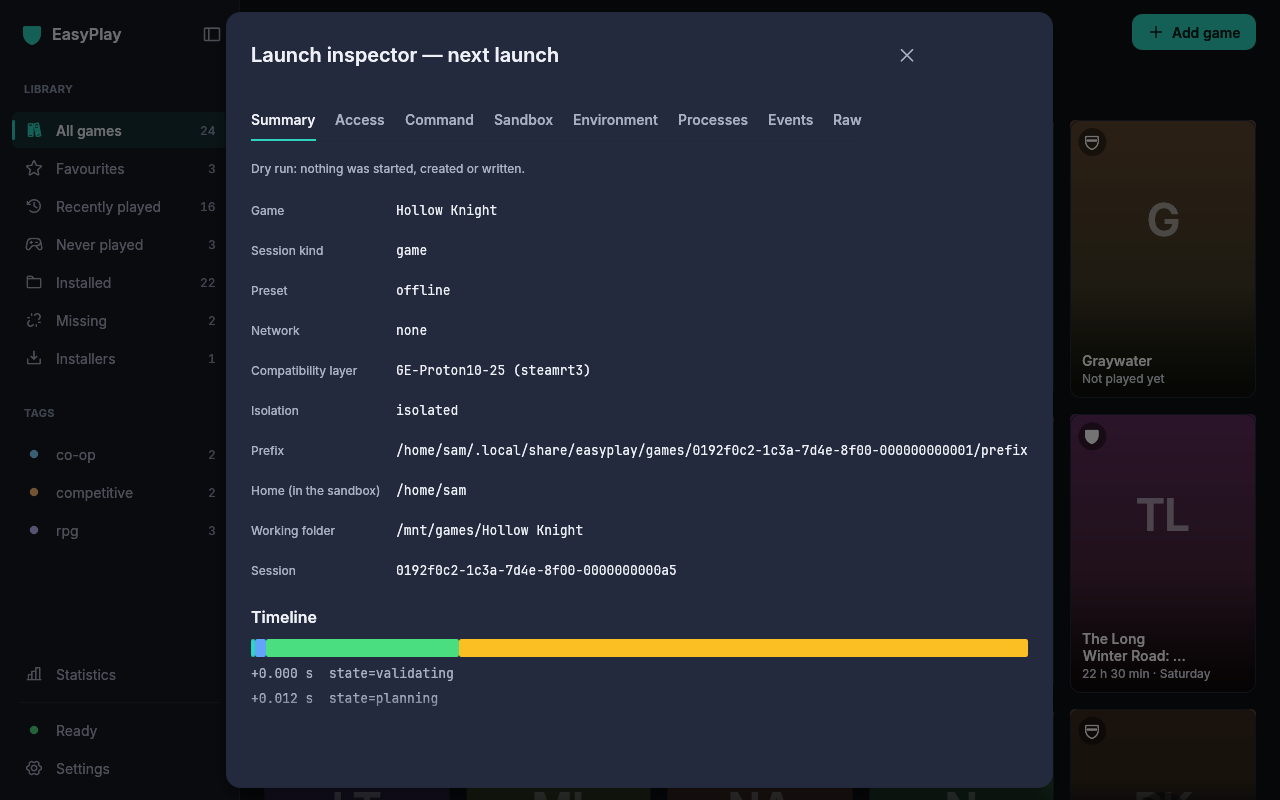 EasyPlay
LIBRARY
All games 24
Favourites 3
Recently played 16
Never played 3
Installed 22
Missing 2
Installers 1
TAGS
co-op 2
competitive 2
rpg 3
Statistics
Ready
Settings
Launch inspector — next launch
Summary Access Command Sandbox Environment Processes Events Raw
Dry run: nothing was started, created or written.
Game Hollow Knight
Session kind game
Preset offline
Network none
Compatibility layer GE-Proton10-25 (steamrt3)
Isolation isolated
Prefix /home/sam/.local/share/easyplay/games/0192f0c2-1c3a-7d4e-8f00-000000000001/prefix
Home (in the sandbox) /home/sam
Working folder /mnt/games/Hollow Knight
Session 0192f0c2-1c3a-7d4e-8f00-0000000000a5
Timeline
+0.000 s state=validating
+0.012 s state=planning
Add game
G
Graywater
Not played yet
TL
The Long
Winter Road: ...
22 h 30 min · Saturday